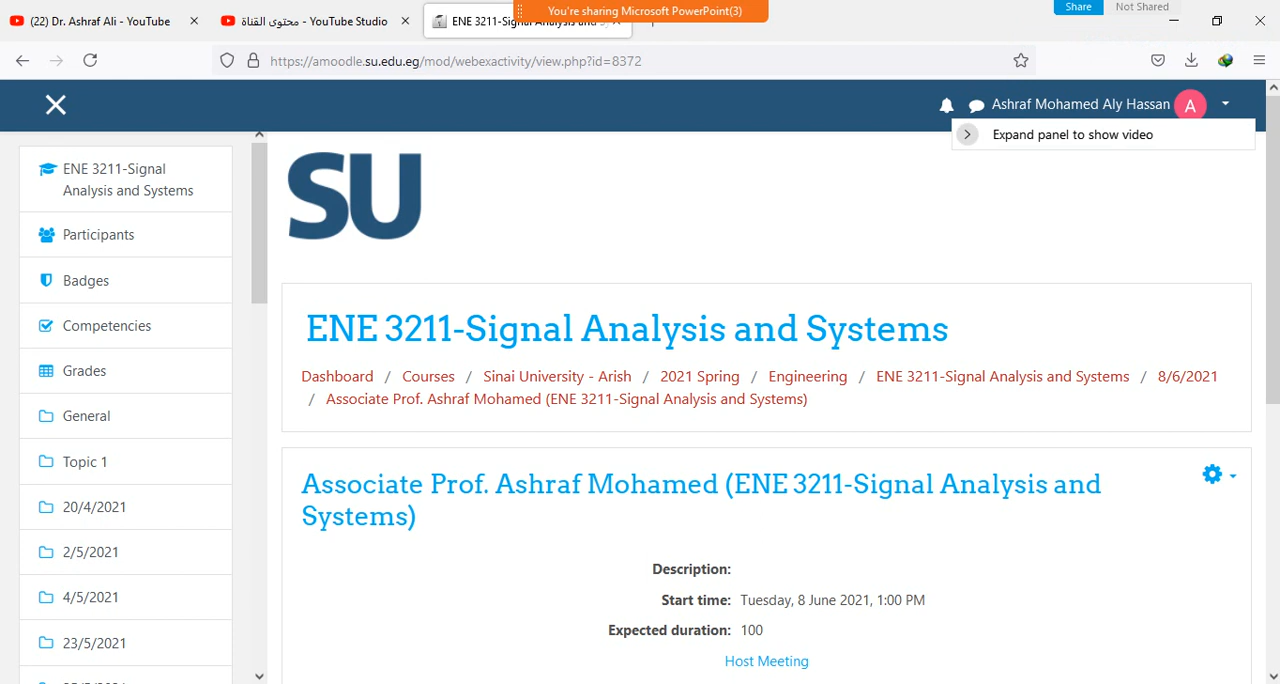 (22) Dr. Ashraf Ali - YouTube
محتوى القناة - YouTube Studio
ENE 3211-Signal Analysis and
You're sharing Microsoft PowerPoint(3)
Share
Not Shared
https://amoodle.su.edu.eg/mod/webexactivity/view.php?id=8372
Ashraf Mohamed Aly Hassan
A
Expand panel to show video
ENE 3211-Signal
Analysis and Systems
Participants
Badges
Competencies
Grades
General
Topic 1
20/4/2021
2/5/2021
4/5/2021
23/5/2021
SU
ENE 3211-Signal Analysis and Systems
Dashboard / Courses / Sinai University - Arish / 2021 Spring / Engineering / ENE 3211-Signal Analysis and Systems / 8/6/2021
/ Associate Prof. Ashraf Mohamed (ENE 3211-Signal Analysis and Systems)
Associate Prof. Ashraf Mohamed (ENE 3211-Signal Analysis and
Systems)
Description:
Start time: Tuesday, 8 June 2021, 1:00 PM
Expected duration: 100
Host Meeting